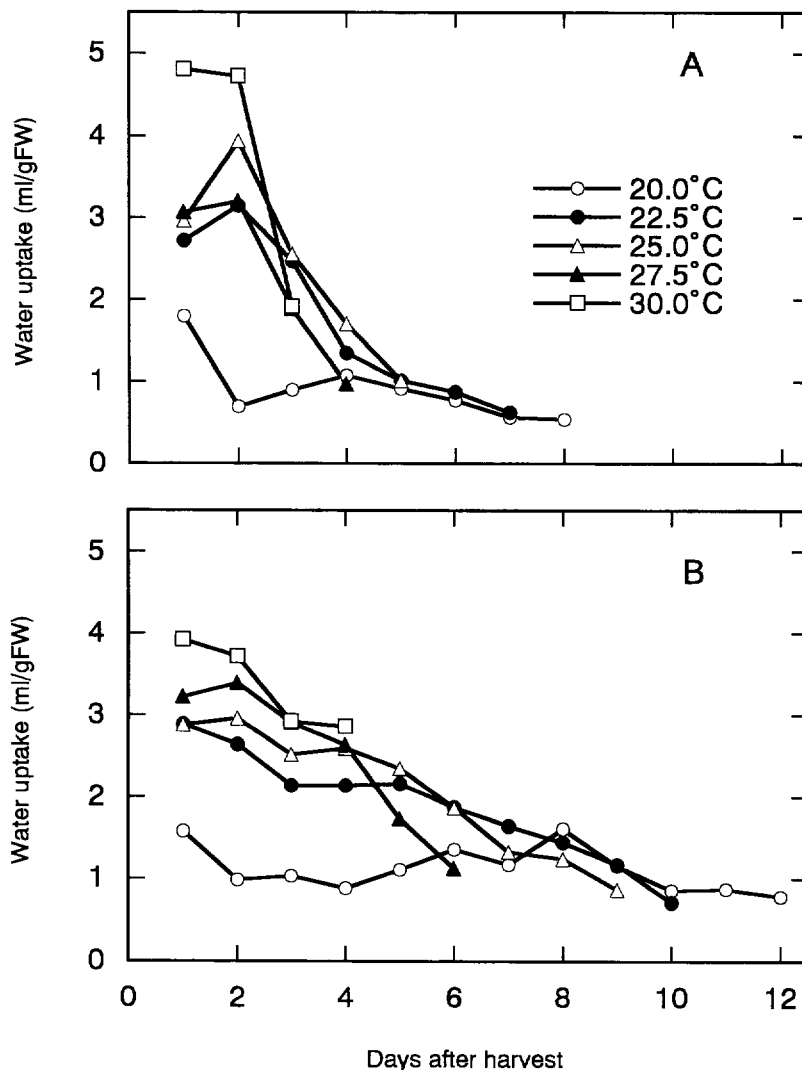 5
4
3
2
1
0
Water uptake (ml/gFW)
A
20.0°C
22.5°C
25.0°C
27.5°C
30.0°C
5
4
3
2
1
0
Water uptake (ml/gFW)
B
0 2 4 6 8 10 12
Days after harvest